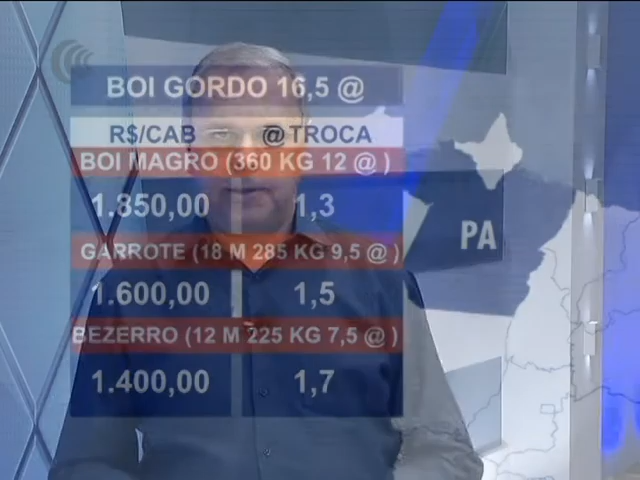 BOI GORDO 16,5 @
R$/CAB @ TROCA
BOI MAGRO (360 KG 12 @ )
1.850,00 1,3
GARROTE (18 M 285 KG 9,5 @ )
1.600,00 1,5
BEZERRO (12 M 225 KG 7,5 @ )
1.400,00 1,7
PA